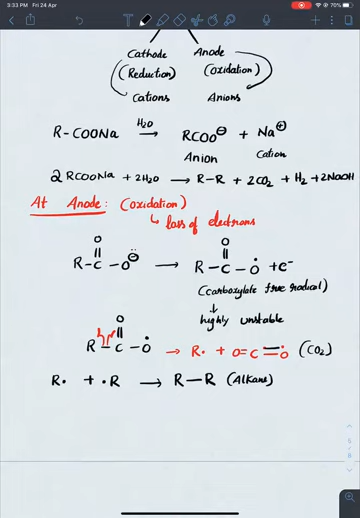 3:33 PM Fri 24 Apr
70%
Cathode Anode
(Reduction) (Oxidation)
Cations Anions
R-COONa H₂O → RCOO⊖ + Na⊕
Anion Cation
2RCOONa + 2H₂O → R-R + 2CO₂ + H₂ + 2NaOH
At Anode: (oxidation)
↳ loss of electrons
O O
R-C-O⊖ → R-C-Ȯ + e⁻
(carboxylate free radical)
↓
highly unstable
O
R-C-Ȯ → R• + O=C=Ȯ (CO₂)
R• + •R → R-R (Alkane)